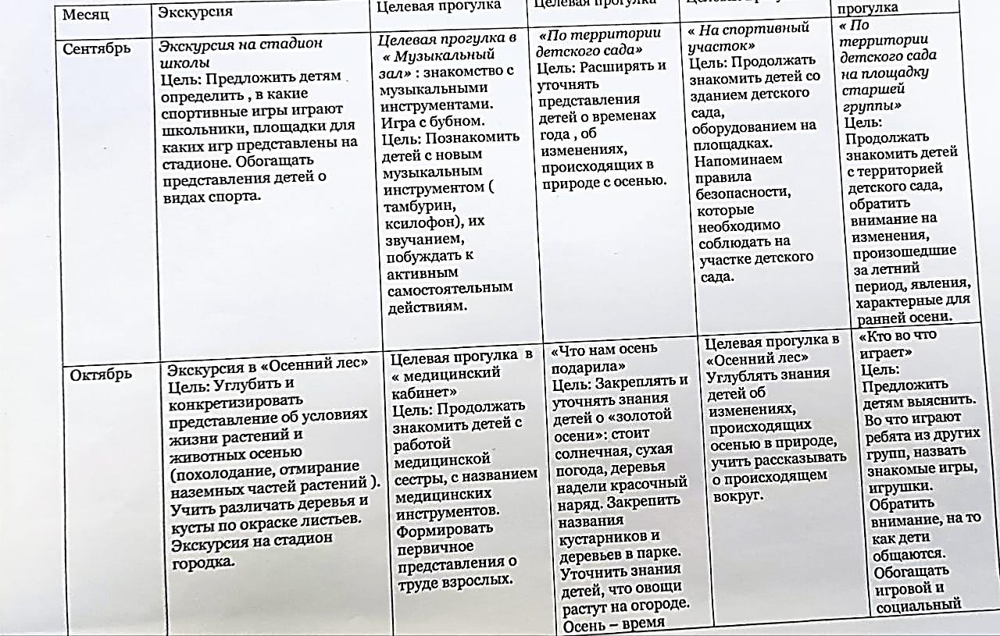 Месяц
Экскурсия
Целевая прогулка
Целевая прогулка
прогулка
Сентябрь
Экскурсия на стадион
школы
Цель: Предложить детям
определить , в какие
спортивные игры играют
школьники, площадки для
каких игр представлены на
стадионе. Обогащать
представления детей о
видах спорта.
Целевая прогулка в
« Музыкальный
зал» : знакомство с
музыкальными
инструментами.
Игра с бубном.
Цель: Познакомить
детей с новым
музыкальным
инструментом (
тамбурин,
ксилофон), их
звучанием,
побуждать к
активным
самостоятельным
действиям.
«По территории
детского сада»
Цель: Расширять и
уточнять
представления
детей о временах
года , об
изменениях,
происходящих в
природе с осенью.
« На спортивный
участок»
Цель: Продолжать
знакомить детей со
зданием детского
сада,
оборудованием на
площадках.
Напоминаем
правила
безопасности,
которые
необходимо
соблюдать на
участке детского
сада.
« По
территории
детского сада
на площадку
старшей
группы»
Цель:
Продолжать
знакомить детей
с территорией
детского сада,
обратить
внимание на
изменения,
произошедшие
за летний
период, явления,
характерные для
ранней осени.
Октябрь
Экскурсия в «Осенний лес»
Цель: Углубить и
конкретизировать
представление об условиях
жизни растений и
животных осенью
(похолодание, отмирание
наземных частей растений ).
Учить различать деревья и
кусты по окраске листьев.
Экскурсия на стадион
городка.
Целевая прогулка в
« медицинский
кабинет»
Цель: Продолжать
знакомить детей с
работой
медицинской
сестры, с названием
медицинских
инструментов.
Формировать
первичное
представления о
труде взрослых.
«Что нам осень
подарила»
Цель: Закреплять и
уточнять знания
детей о «золотой
осени»: стоит
солнечная, сухая
погода, деревья
надели красочный
наряд. Закрепить
названия
кустарников и
деревьев в парке.
Уточнить знания
детей, что овощи
растут на огороде.
Осень – время
Целевая прогулка в
«Осенний лес»
Углублять знания
детей об
изменениях,
происходящих
осенью в природе,
учить рассказывать
о происходящем
вокруг.
«Кто во что
играет»
Цель:
Предложить
детям выяснить.
Во что играют
ребята из других
групп, назвать
знакомые игры,
игрушки.
Обратить
внимание, на то
как дети
общаются.
Обогащать
игровой и
социальный